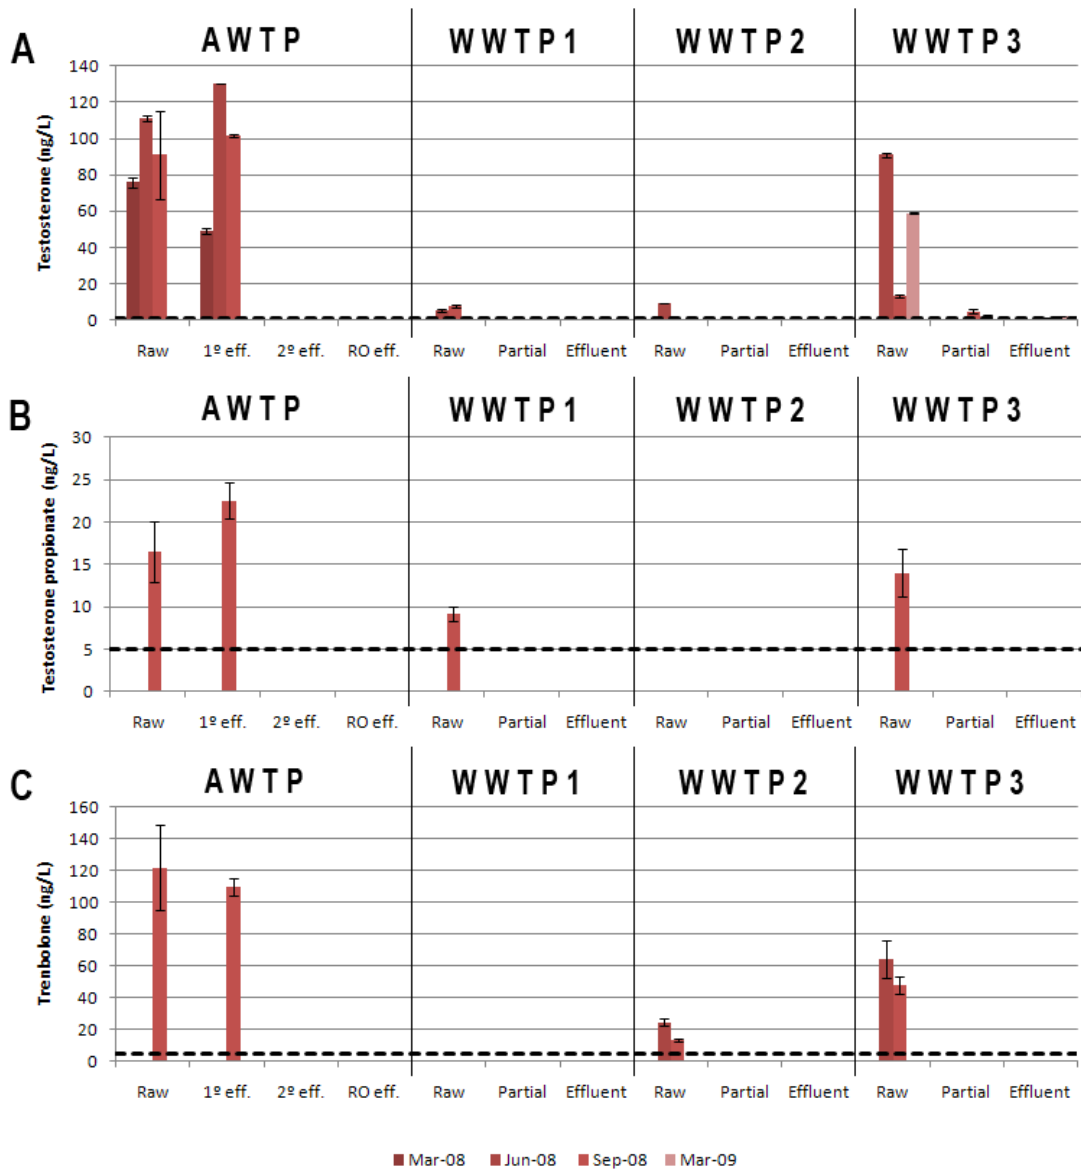 A
AWTP WWTP1 WWTP2 WWTP3
Testosterone (ng/L)
140
120
100
80
60
40
20
0
Raw 1º eff. 2º eff. RO eff. Raw Partial Effluent Raw Partial Effluent Raw Partial Effluent
B
AWTP WWTP1 WWTP2 WWTP3
Testosterone propionate (ng/L)
30
25
20
15
10
5
0
Raw 1º eff. 2º eff. RO eff. Raw Partial Effluent Raw Partial Effluent Raw Partial Effluent
C
AWTP WWTP1 WWTP2 WWTP3
Trenbolone (ng/L)
160
140
120
100
80
60
40
20
0
Raw 1º eff. 2º eff. RO eff. Raw Partial Effluent Raw Partial Effluent Raw Partial Effluent
Mar-08 Jun-08 Sep-08 Mar-09